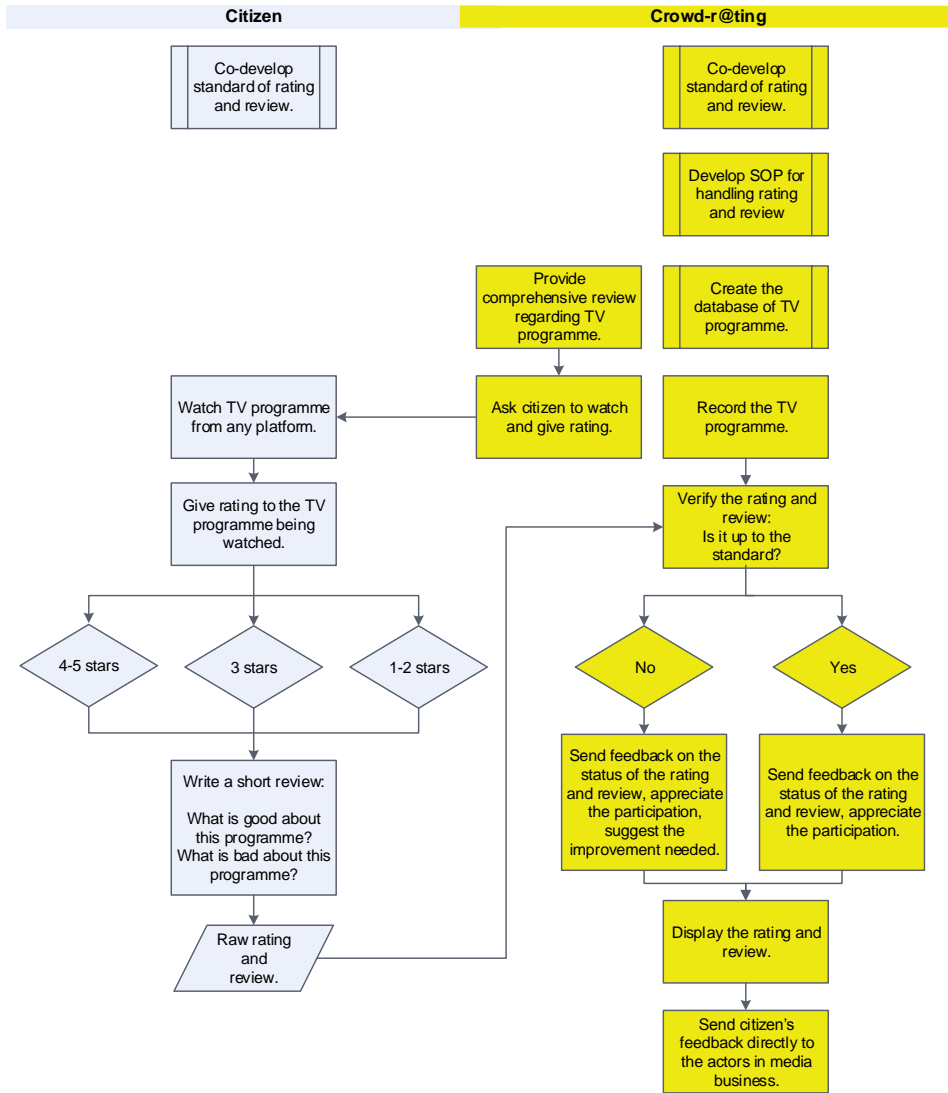 Citizen
Crowd-r@ting
Co-develop
standard of rating
and review.
Co-develop
standard of rating
and review.
Develop SOP for
handling rating
and review
Provide
comprehensive review
regarding TV
programme.
Create the
database of TV
programme.
Watch TV programme
from any platform.
Ask citizen to watch
and give rating.
Record the TV
programme.
Give rating to the TV
programme being
watched.
Verify the rating and
review:
Is it up to the
standard?
4-5 stars
3 stars
1-2 stars
No
Yes
Write a short review:
What is good about
this programme?
What is bad about this
programme?
Send feedback on the
status of the rating
and review, appreciate
the participation,
suggest the
improvement needed.
Send feedback on the
status of the rating
and review, appreciate
the participation.
Raw rating
and
review.
Display the rating and
review.
Send citizen’s
feedback directly to
the actors in media
business.